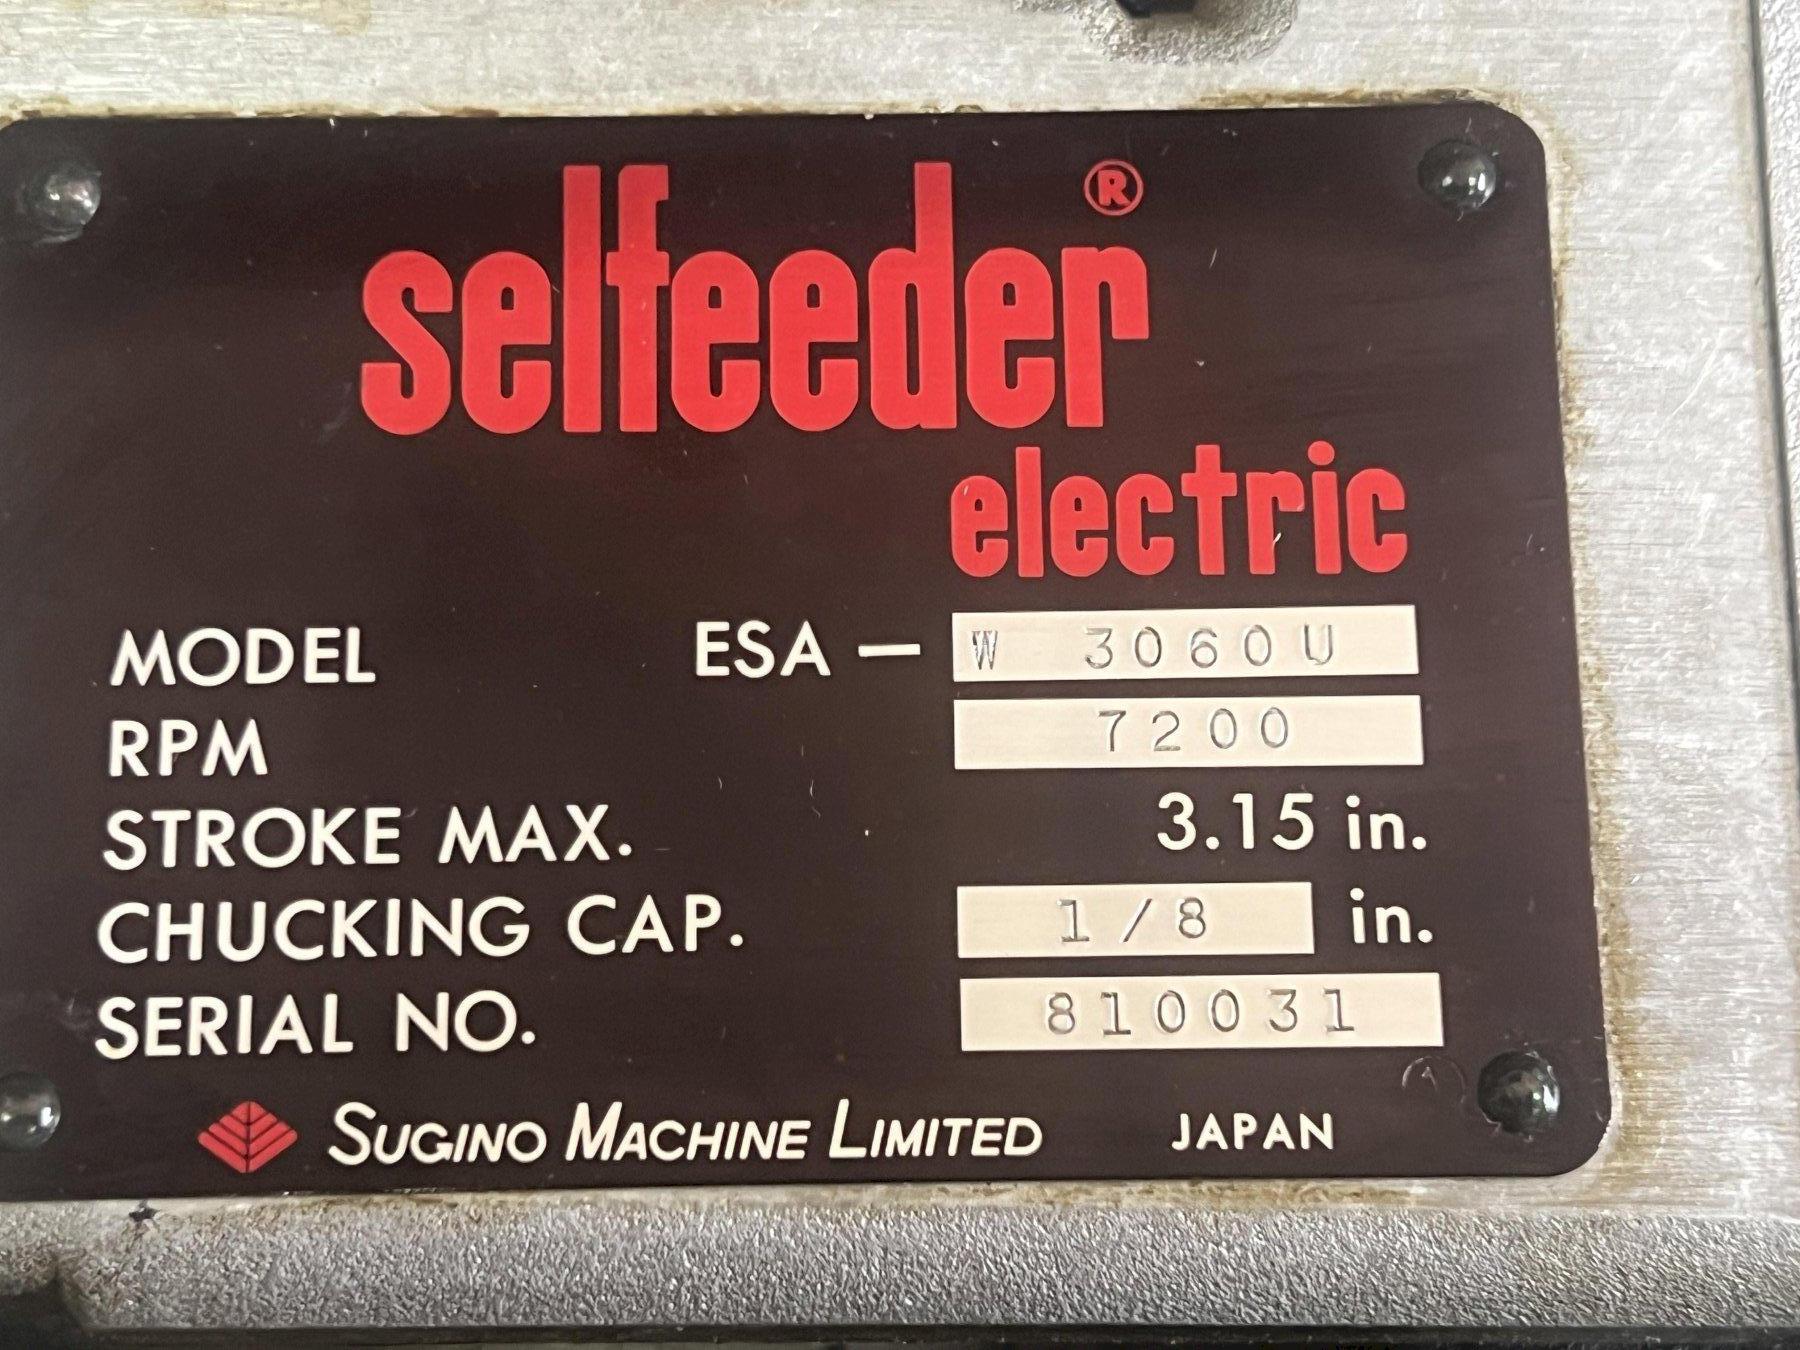 selfeeder®
electric
MODEL ESA — W 3060U
RPM 7200
STROKE MAX. 3.15 in.
CHUCKING CAP. 1/8 in.
SERIAL NO. 810031
SUGINO MACHINE LIMITED JAPAN